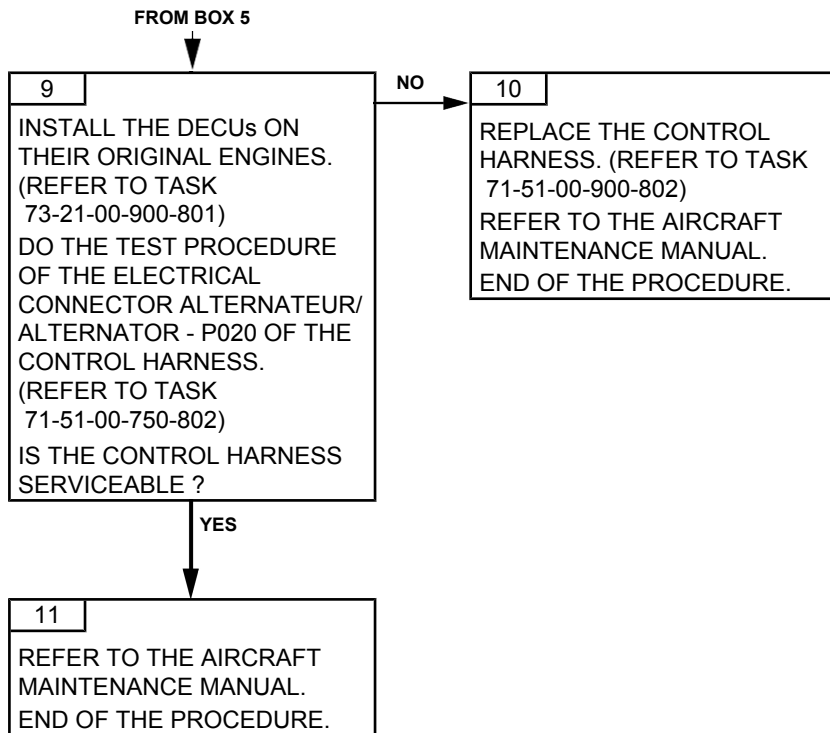 FROM BOX 5
9
INSTALL THE DECUs ON
THEIR ORIGINAL ENGINES.
(REFER TO TASK
73-21-00-900-801)
DO THE TEST PROCEDURE
OF THE ELECTRICAL
CONNECTOR ALTERNATEUR/
ALTERNATOR - P020 OF THE
CONTROL HARNESS.
(REFER TO TASK
71-51-00-750-802)
IS THE CONTROL HARNESS
SERVICEABLE ?
NO
10
REPLACE THE CONTROL
HARNESS. (REFER TO TASK
71-51-00-900-802)
REFER TO THE AIRCRAFT
MAINTENANCE MANUAL.
END OF THE PROCEDURE.
YES
11
REFER TO THE AIRCRAFT
MAINTENANCE MANUAL.
END OF THE PROCEDURE.